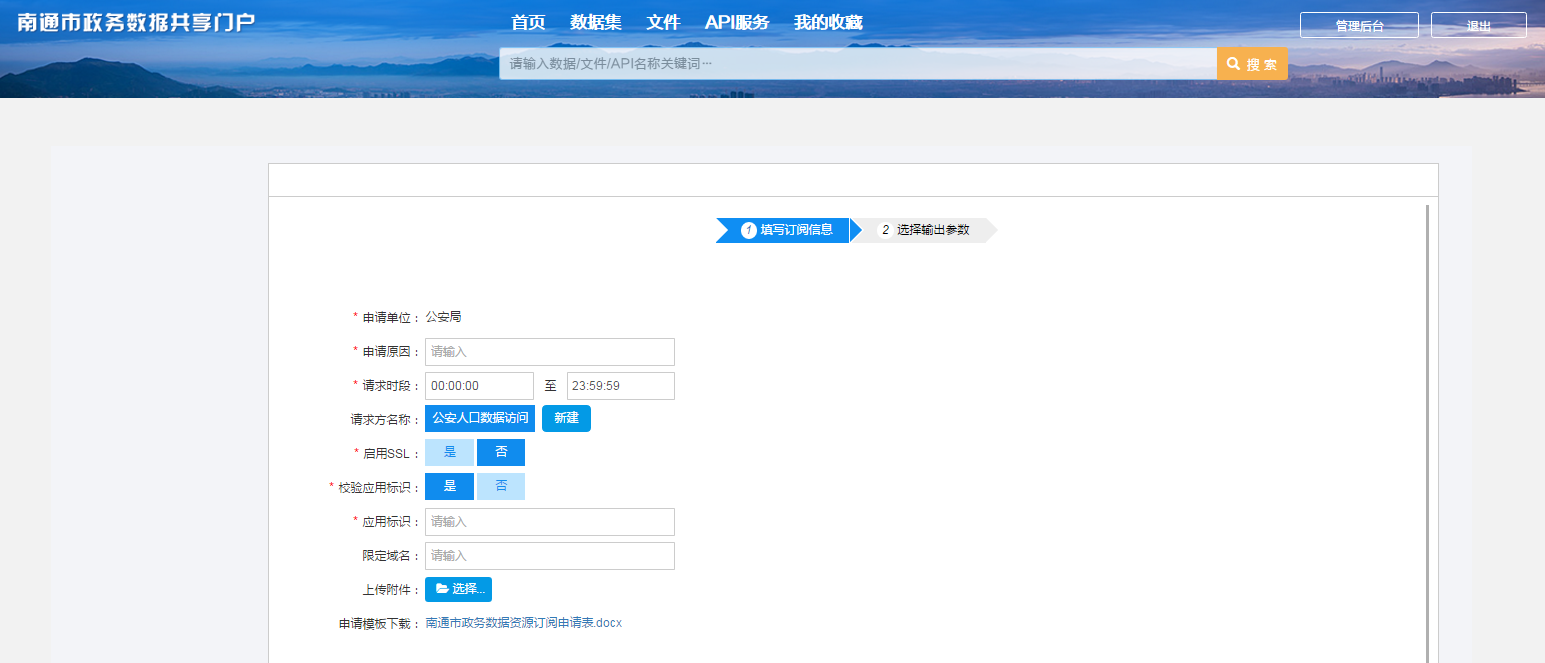 南通市政务数据共享门户 首页 数据集 文件 API服务 我的收藏 管理后台 退出
请输入数据/文件/API名称关键词··· 搜 索
1 填写订阅信息 2 选择输出参数
* 申请单位： 公安局
* 申请原因： 请输入
* 请求时段： 00:00:00 至 23:59:59
请求方名称： 公安人口数据访问 新建
* 启用SSL： 是 否
* 校验应用标识： 是 否
* 应用标识： 请输入
限定域名： 请输入
上传附件： 选择...
申请模板下载： 南通市政务数据资源订阅申请表.docx